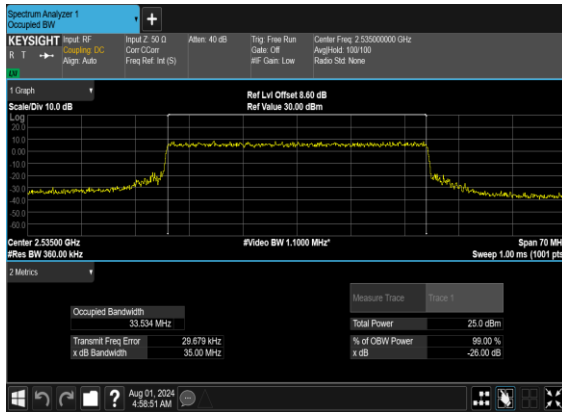 Spectrum Analyzer 1
Occupied BW
+
KEYSIGHT Input: RF Input Z: 50 Ω Atten: 40 dB Trig: Free Run Center Freq: 2.535000000 GHz
R T Coupling: DC Corr CCorr Gate: Off Avg|Hold: 100/100
Align: Auto Freq Ref: Int (S) #IF Gain: Low Radio Std: None
1 Graph
Scale/Div 10.0 dB
Ref Lvl Offset 8.60 dB
Ref Value 30.00 dBm
Log
20.0
10.0
0.00
-10.0
-20.0
-30.0
-40.0
-50.0
-60.0
Center 2.53500 GHz #Video BW 1.1000 MHz* Span 70 MH
#Res BW 360.00 kHz Sweep 1.00 ms (1001 pts
2 Metrics
Measure Trace Trace 1
Occupied Bandwidth
33.534 MHz
Total Power 25.0 dBm
Transmit Freq Error 29.679 kHz % of OBW Power 99.00 %
x dB Bandwidth 35.00 MHz x dB -26.00 dB
?
Aug 01, 2024
4:58:51 AM